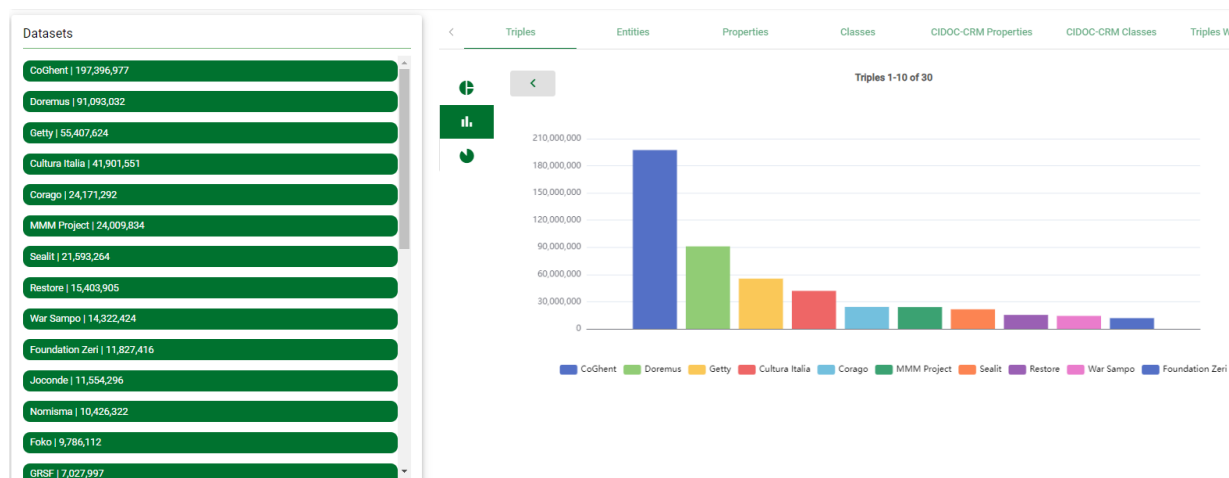 Datasets
CoGhent | 197,396,977
Doremus | 91,093,032
Getty | 55,407,624
Cultura Italia | 41,901,551
Corago | 24,171,292
MMM Project | 24,009,834
Sealit | 21,593,264
Restore | 15,403,905
War Sampo | 14,322,424
Foundation Zeri | 11,827,416
Joconde | 11,554,296
Nomisma | 10,426,322
Foko | 9,786,112
GRSF | 7,027,997
Triples Entities Properties Classes CIDOC-CRM Properties CIDOC-CRM Classes Triples W
Triples 1-10 of 30
210,000,000
180,000,000
150,000,000
120,000,000
90,000,000
60,000,000
30,000,000
0
CoGhent Doremus Getty Cultura Italia Corago MMM Project Sealit Restore War Sampo Foundation Zeri